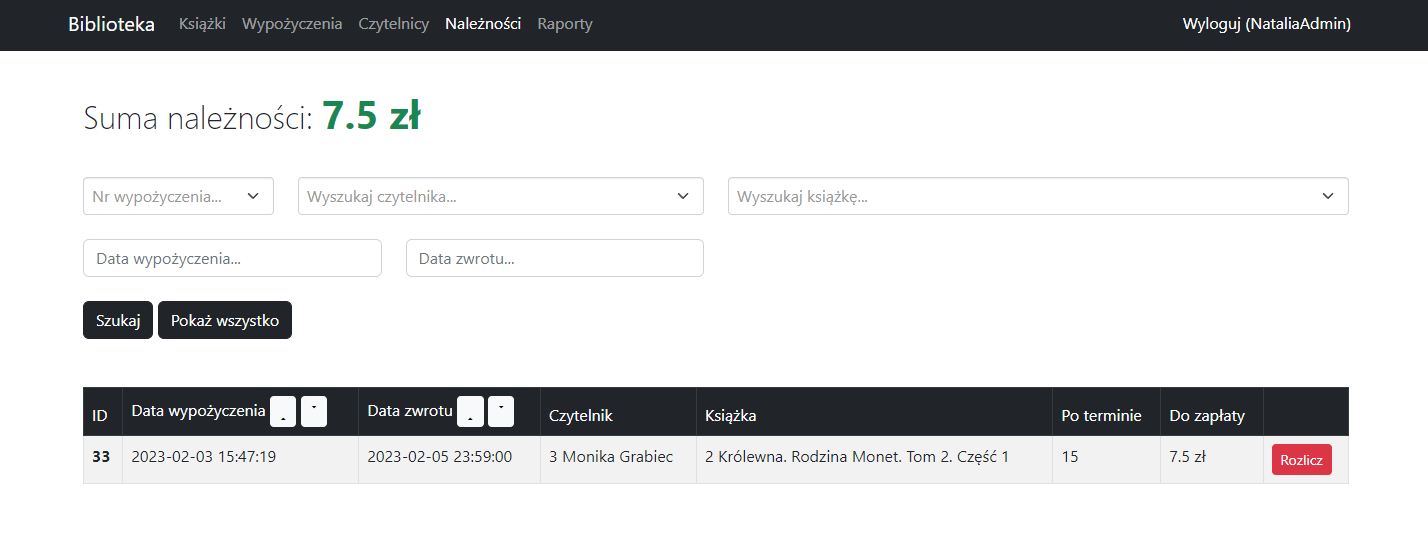 Biblioteka Książki Wypożyczenia Czytelnicy Należności Raporty Wyloguj (NataliaAdmin)
Suma należności: 7.5 zł
Nr wypożyczenia... Wyszukaj czytelnika... Wyszukaj książkę...
Data wypożyczenia... Data zwrotu...
Szukaj Pokaż wszystko
ID Data wypożyczenia Data zwrotu Czytelnik Książka Po terminie Do zapłaty
33 2023-02-03 15:47:19 2023-02-05 23:59:00 3 Monika Grabiec 2 Królewna. Rodzina Monet. Tom 2. Część 1 15 7.5 zł Rozlicz